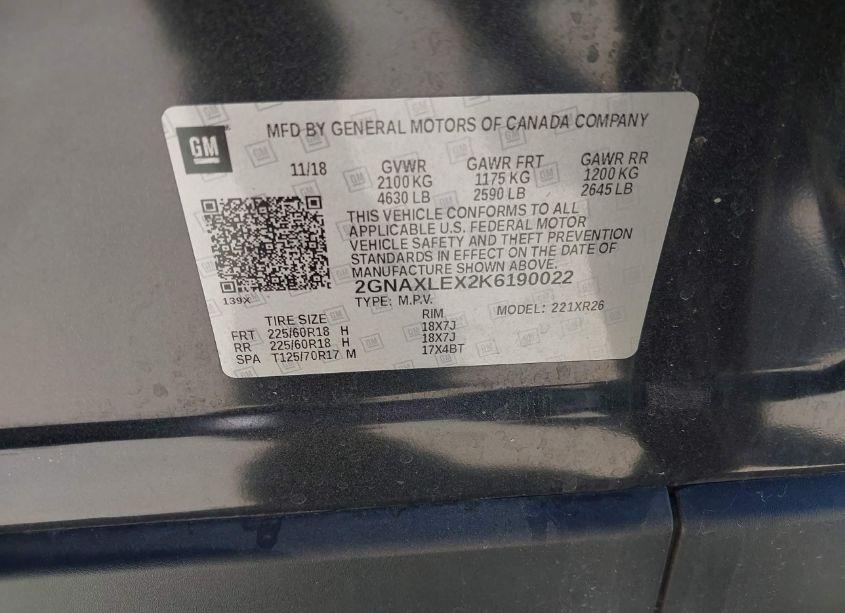 GM
MFD BY GENERAL MOTORS OF CANADA COMPANY
11/18 GVWR GAWR FRT GAWR RR
2100 KG 1175 KG 1200 KG
4630 LB 2590 LB 2645 LB
THIS VEHICLE CONFORMS TO ALL
APPLICABLE U.S. FEDERAL MOTOR
VEHICLE SAFETY AND THEFT PREVENTION
STANDARDS IN EFFECT ON THE DATE OF
MANUFACTURE SHOWN ABOVE.
139X
2GNAXLEX2K6190022
TYPE: M.P.V. MODEL: 221XR26
TIRE SIZE RIM
FRT 225/60R18 H 18X7J
RR 225/60R18 H 18X7J
SPA T125/70R17 M 17X4BT